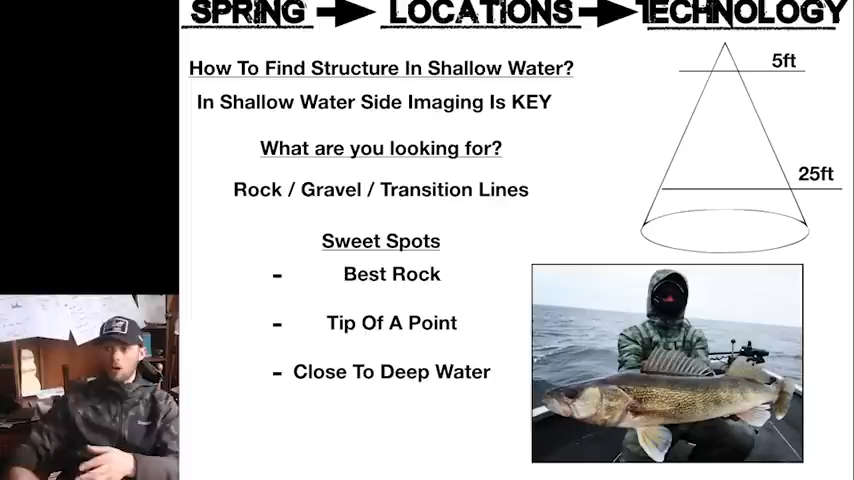 SPRING LOCATIONS TECHNOLOGY
How To Find Structure In Shallow Water?
In Shallow Water Side Imaging Is KEY
What are you looking for?
Rock / Gravel / Transition Lines
Sweet Spots
- Best Rock
- Tip Of A Point
- Close To Deep Water
5ft
25ft